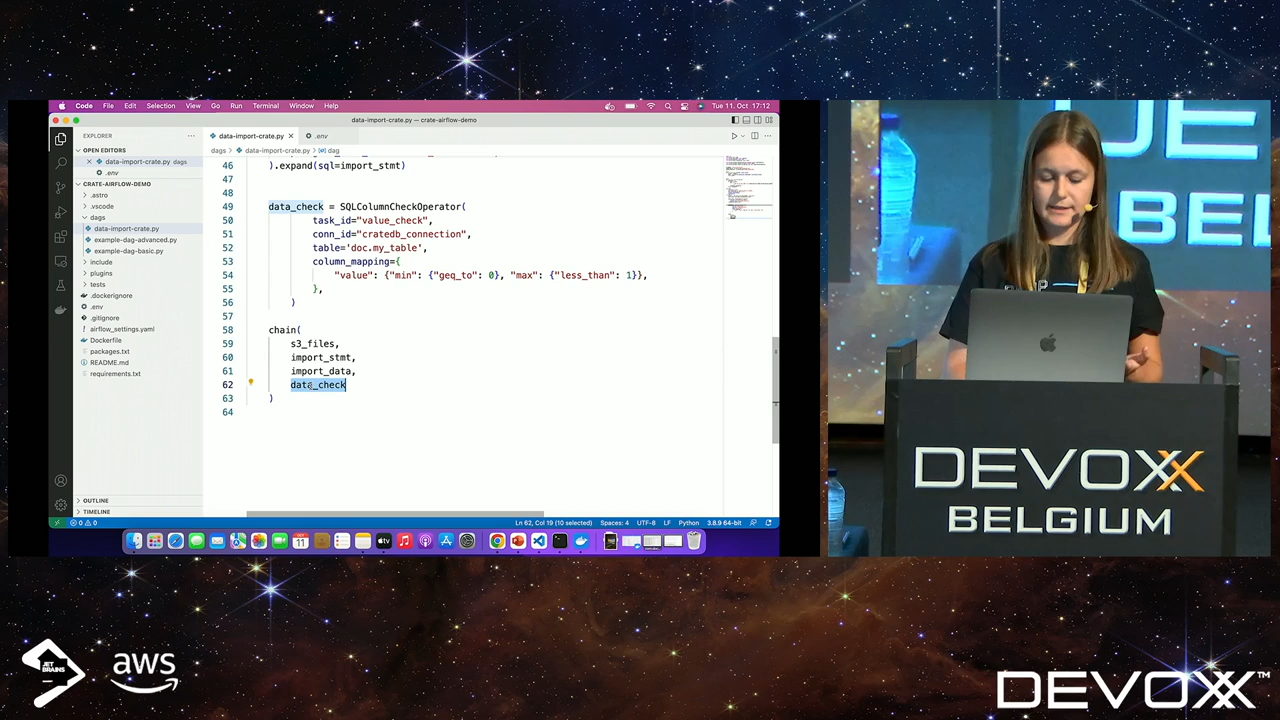 Code File Edit Selection View Go Run Terminal Window Help
Tue 11. Oct 17:12
data-import-crate.py — crate-airflow-demo
EXPLORER
OPEN EDITORS
data-import-crate.py dags
.env
CRATE-AIRFLOW-DEMO
.astro
.vscode
dags
data-import-crate.py
example-dag-advanced.py
example-dag-basic.py
include
plugins
tests
.dockerignore
.env
.gitignore
airflow_settings.yaml
Dockerfile
packages.txt
README.md
requirements.txt
OUTLINE
TIMELINE
data-import-crate.py
.env
dags > data-import-crate.py > dag
46 ).expand(sql=import_stmt)
47
48
49 data_check = SQLColumnCheckOperator(
50 task_id="value_check",
51 conn_id="cratedb_connection",
52 table='doc.my_table',
53 column_mapping={
54 "value": {"min": {"geq_to": 0}, "max": {"less_than": 1}},
55 },
56 )
57
58 chain(
59 s3_files,
60 import_stmt,
61 import_data,
62 data_check
63 )
64
0 0
Ln 62, Col 19 (10 selected) Spaces: 4 UTF-8 LF Python 3.8.9 64-bit
DEVOXX
BELGIUM
JET
BRAINS
aws
DEVOXX™